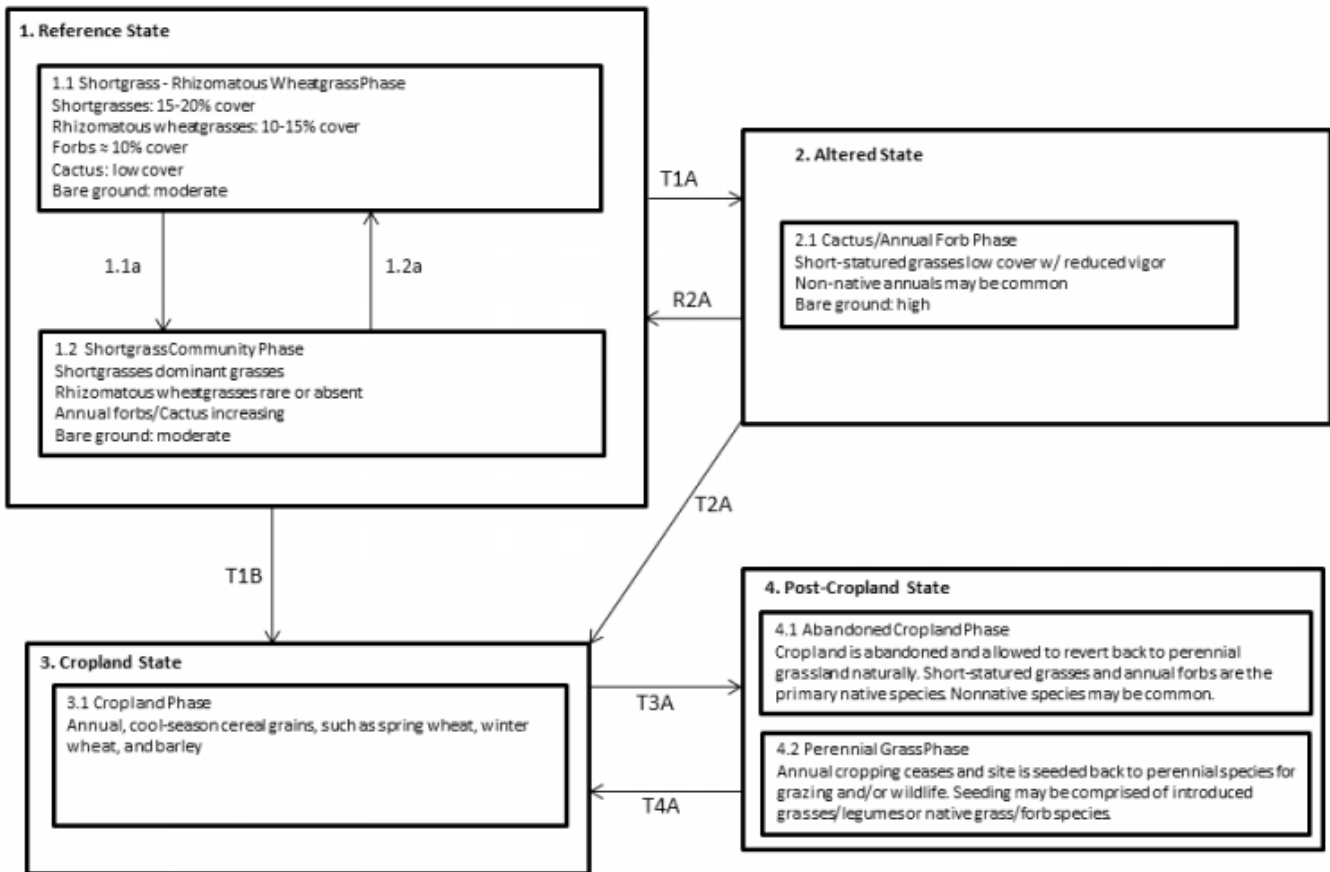 1. Reference State
1.1 Shortgrass - Rhizomatous Wheatgrass Phase
Shortgrasses: 15-20% cover
Rhizomatous wheatgrasses: 10-15% cover
Forbs ≈ 10% cover
Cactus: low cover
Bare ground: moderate
1.1a
1.2a
1.2 Shortgrass Community Phase
Shortgrasses dominant grasses
Rhizomatous wheatgrasses rare or absent
Annual forbs/Cactus increasing
Bare ground: moderate
T1A
R2A
2. Altered State
2.1 Cactus/Annual Forb Phase
Short-statured grasses low cover w/ reduced vigor
Non-native annuals may be common
Bare ground: high
T1B
T2A
3. Cropland State
3.1 Cropland Phase
Annual, cool-season cereal grains, such as spring wheat, winter
wheat, and barley
T3A
T4A
4. Post-Cropland State
4.1 Abandoned Cropland Phase
Cropland is abandoned and allowed to revert back to perennial
grassland naturally. Short-statured grasses and annual forbs are the
primary native species. Nonnative species may be common.
4.2 Perennial Grass Phase
Annual cropping ceases and site is seeded back to perennial species for
grazing and/or wildlife. Seeding may be comprised of introduced
grasses/legumes or native grass/forb species.